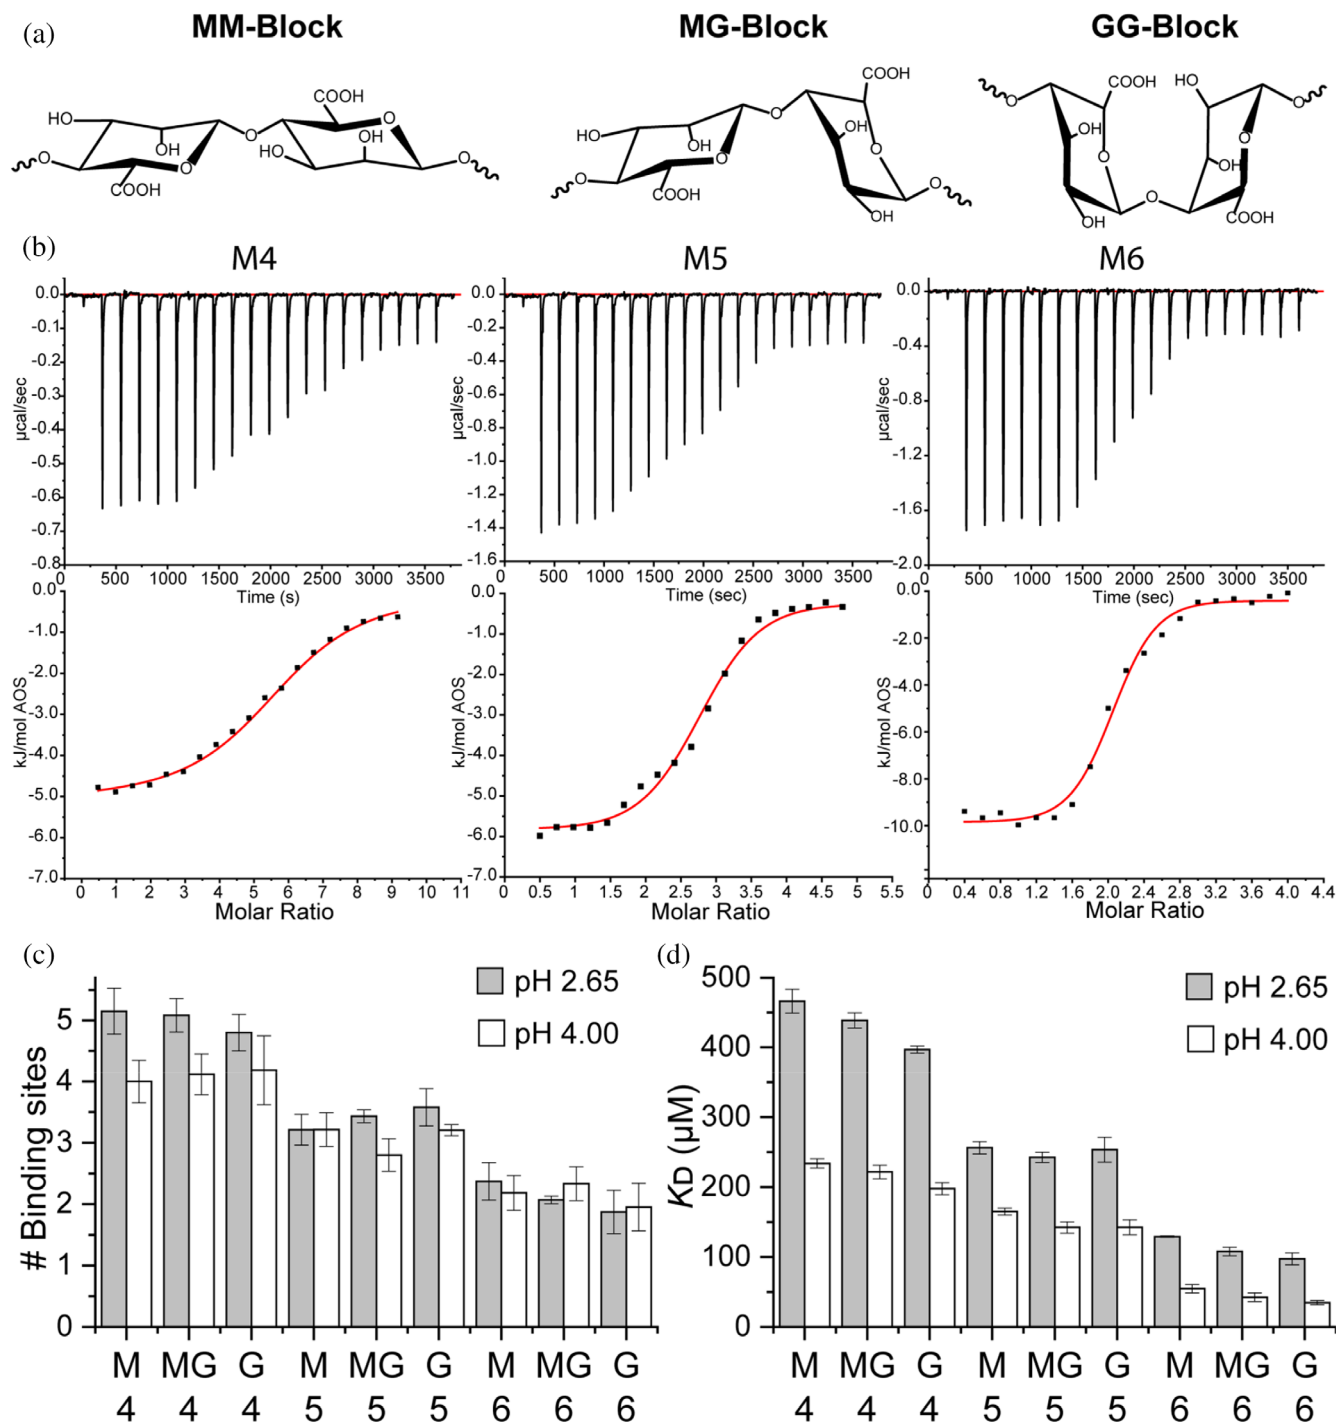 (a)
MM-Block MG-Block GG-Block
COOH HO OH O O HO HO O O COOH
COOH HO OH OH O O O COOH OH O
COOH HO O OH O OH O OH O COOH O
(b)
M4 M5 M6
0.0 -0.1 -0.2 -0.3 -0.4 -0.5 -0.6 -0.7 -0.8
µcal/sec
0 500 1000 1500 2000 2500 3000 3500
Time (s)
0.0 -0.2 -0.4 -0.6 -0.8 -1.0 -1.2 -1.4 -1.6
µcal/sec
0 500 1000 1500 2000 2500 3000 3500
Time (sec)
0.0 -0.4 -0.8 -1.2 -1.6 -2.0
µcal/sec
0 500 1000 1500 2000 2500 3000 3500
Time (sec)
0.0 -1.0 -2.0 -3.0 -4.0 -5.0 -6.0 -7.0
kJ/mol AOS
0 1 2 3 4 5 6 7 8 9 10 11
Molar Ratio
0.0 -1.0 -2.0 -3.0 -4.0 -5.0 -6.0 -7.0
kJ/mol AOS
0 0.5 1 1.5 2.0 2.5 3.0 3.5 4.0 4.5 5.0 5.5
Molar Ratio
0.0 -2.0 -4.0 -6.0 -8.0 -10.0
kJ/mol AOS
0 0.4 0.8 1.2 1.6 2.0 2.4 2.8 3.2 3.6 4.0 4.4
Molar Ratio
(c)
pH 2.65
pH 4.00
# Binding sites
5
4
3
2
1
0
M MG G M MG G M MG G
4 4 4 5 5 5 6 6 6
(d)
pH 2.65
pH 4.00
KD (µM)
500
400
300
200
100
0
M MG G M MG G M MG G
4 4 4 5 5 5 6 6 6